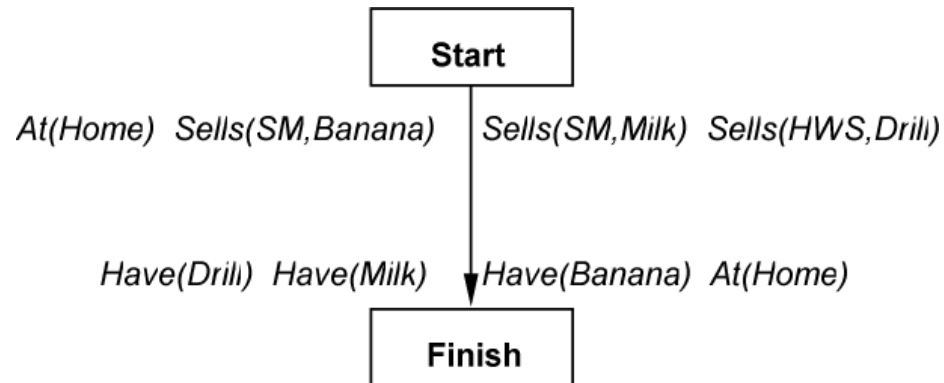 Start
At(Home) Sells(SM,Banana) Sells(SM,Milk) Sells(HWS,Drill)
Have(Drill) Have(Milk) Have(Banana) At(Home)
Finish